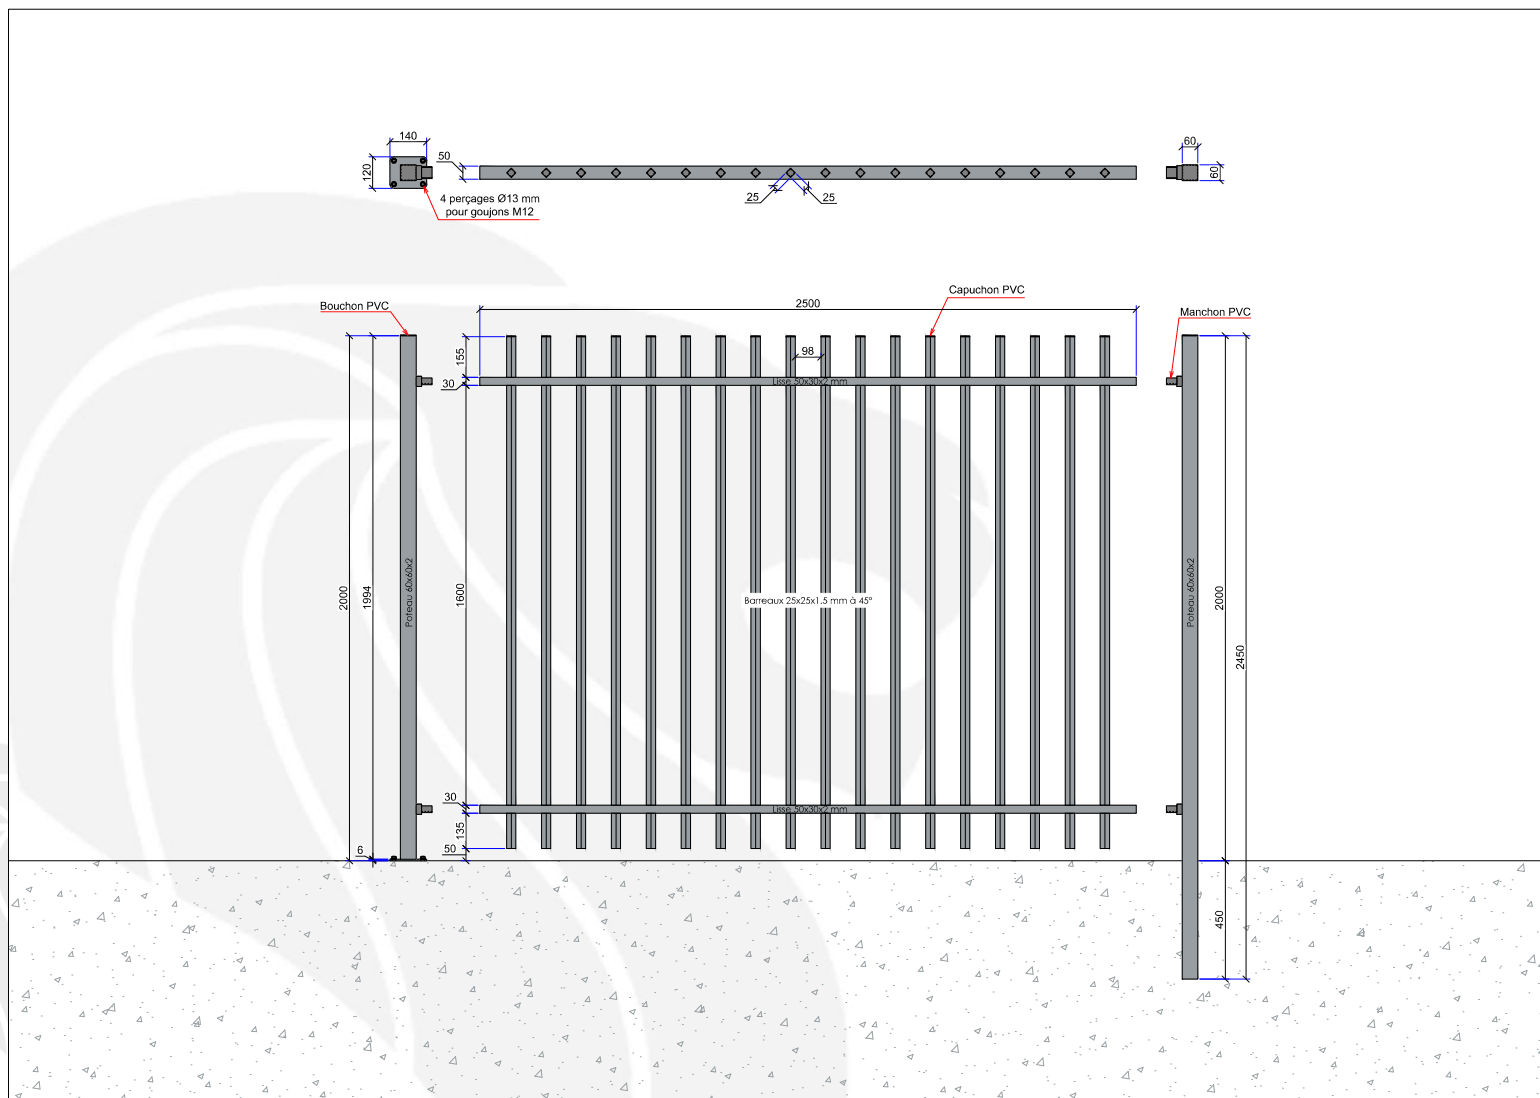 140
120
50
4 perçages Ø13 mm
pour goujons M12
25
25
60
60
Bouchon PVC
2500
Capuchon PVC
Manchon PVC
155
98
30
Lisse 50x30x2 mm
2000
1994
Poteau 60x60x2
1600
Barreaux 25x25x1.5 mm à 45°
Poteau 60x60x2
2000
2450
30
Lisse 50x30x2 mm
135
50
6
450